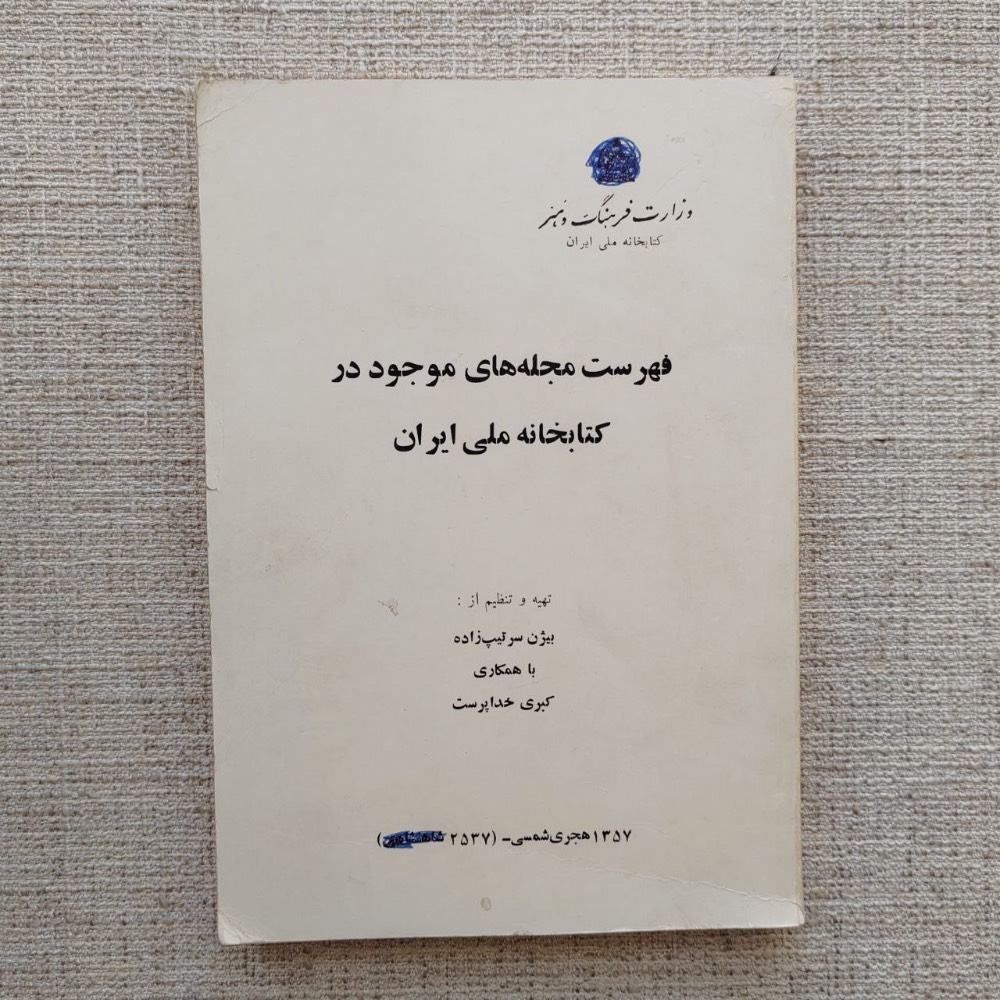 وزارت فرهنگ و هنر
کتابخانه ملی ایران
فهرست مجله‌های موجود در
کتابخانه ملی ایران
تهیه و تنظیم از :
بیژن سرتیپ‌زاده
با همکاری
کبری خداپرست
۱۳۵۷ هجری شمسی - (۲۵۳۷ شاهنشاهی)